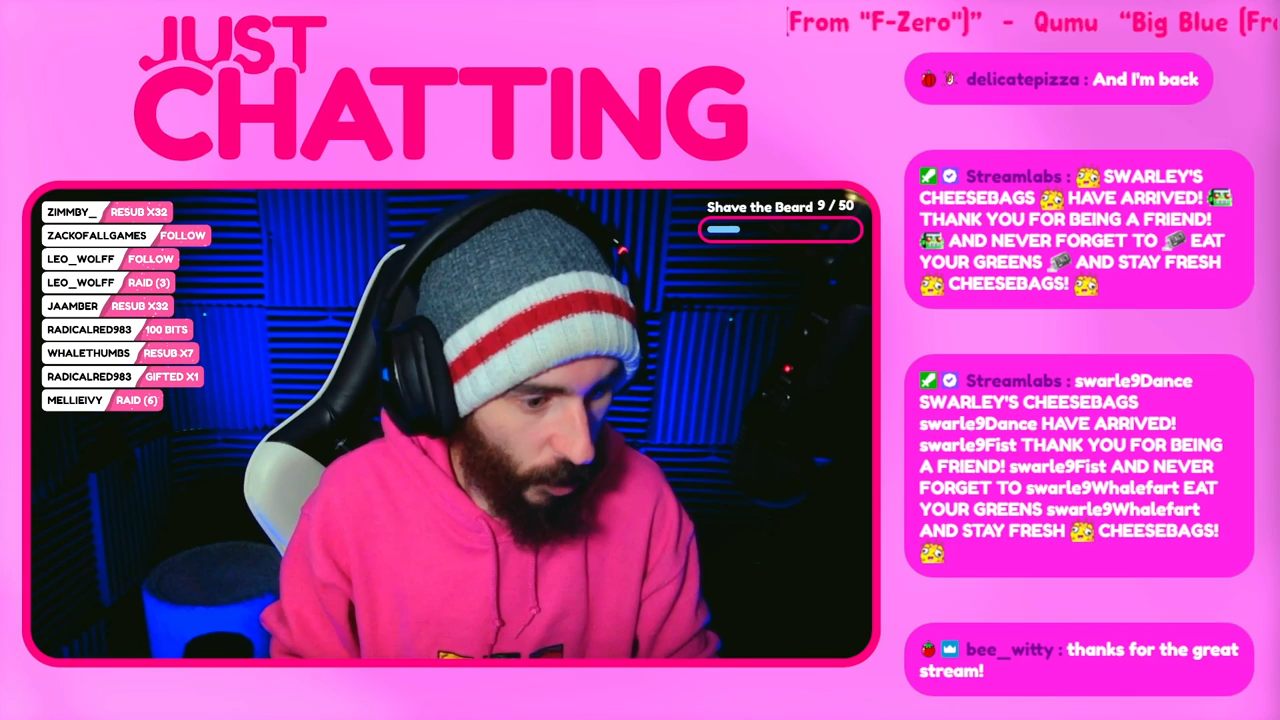 JUST
CHATTING
[From "F-Zero")]” - Qumu “Big Blue [Fro
delicatepizza : And I'm back
Streamlabs : SWARLEY'S
CHEESEBAGS HAVE ARRIVED!
THANK YOU FOR BEING A FRIEND!
AND NEVER FORGET TO EAT
YOUR GREENS AND STAY FRESH
CHEESEBAGS!
Streamlabs : swarle9Dance
SWARLEY'S CHEESEBAGS
swarle9Dance HAVE ARRIVED!
swarle9Fist THANK YOU FOR BEING
A FRIEND! swarle9Fist AND NEVER
FORGET TO swarle9Whalefart EAT
YOUR GREENS swarle9Whalefart
AND STAY FRESH CHEESEBAGS!
bee_witty : thanks for the great
stream!
ZIMMBY_ RESUB X32
ZACKOFALLGAMES FOLLOW
LEO_WOLFF FOLLOW
LEO_WOLFF RAID (3)
JAAMBER RESUB X32
RADICALRED983 100 BITS
WHALETHUMBS RESUB X7
RADICALRED983 GIFTED X1
MELLIEIVY RAID (6)
Shave the Beard 9 / 50